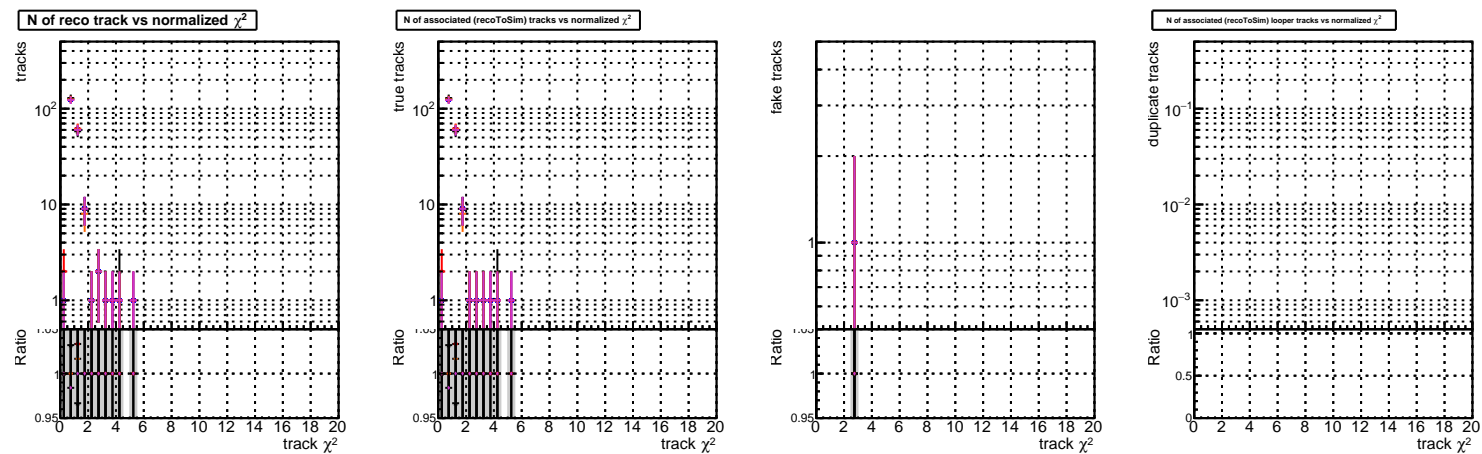 N of reco track vs normalized χ²
tracks
10²
10
1
1.05
Ratio
1
0.95
0 2 4 6 8 10 12 14 16 18 20
track χ²
N of associated (recoToSim) tracks vs normalized χ²
true tracks
10²
10
1
1.05
Ratio
1
0.95
0 2 4 6 8 10 12 14 16 18 20
track χ²
fake tracks
1
1.05
Ratio
1
0.95
0 2 4 6 8 10 12 14 16 18 20
track χ²
N of associated (recoToSim) looper tracks vs normalized χ²
duplicate tracks
10⁻¹
10⁻²
10⁻³
Ratio
1
0.5
0
0 2 4 6 8 10 12 14 16 18 20
track χ²